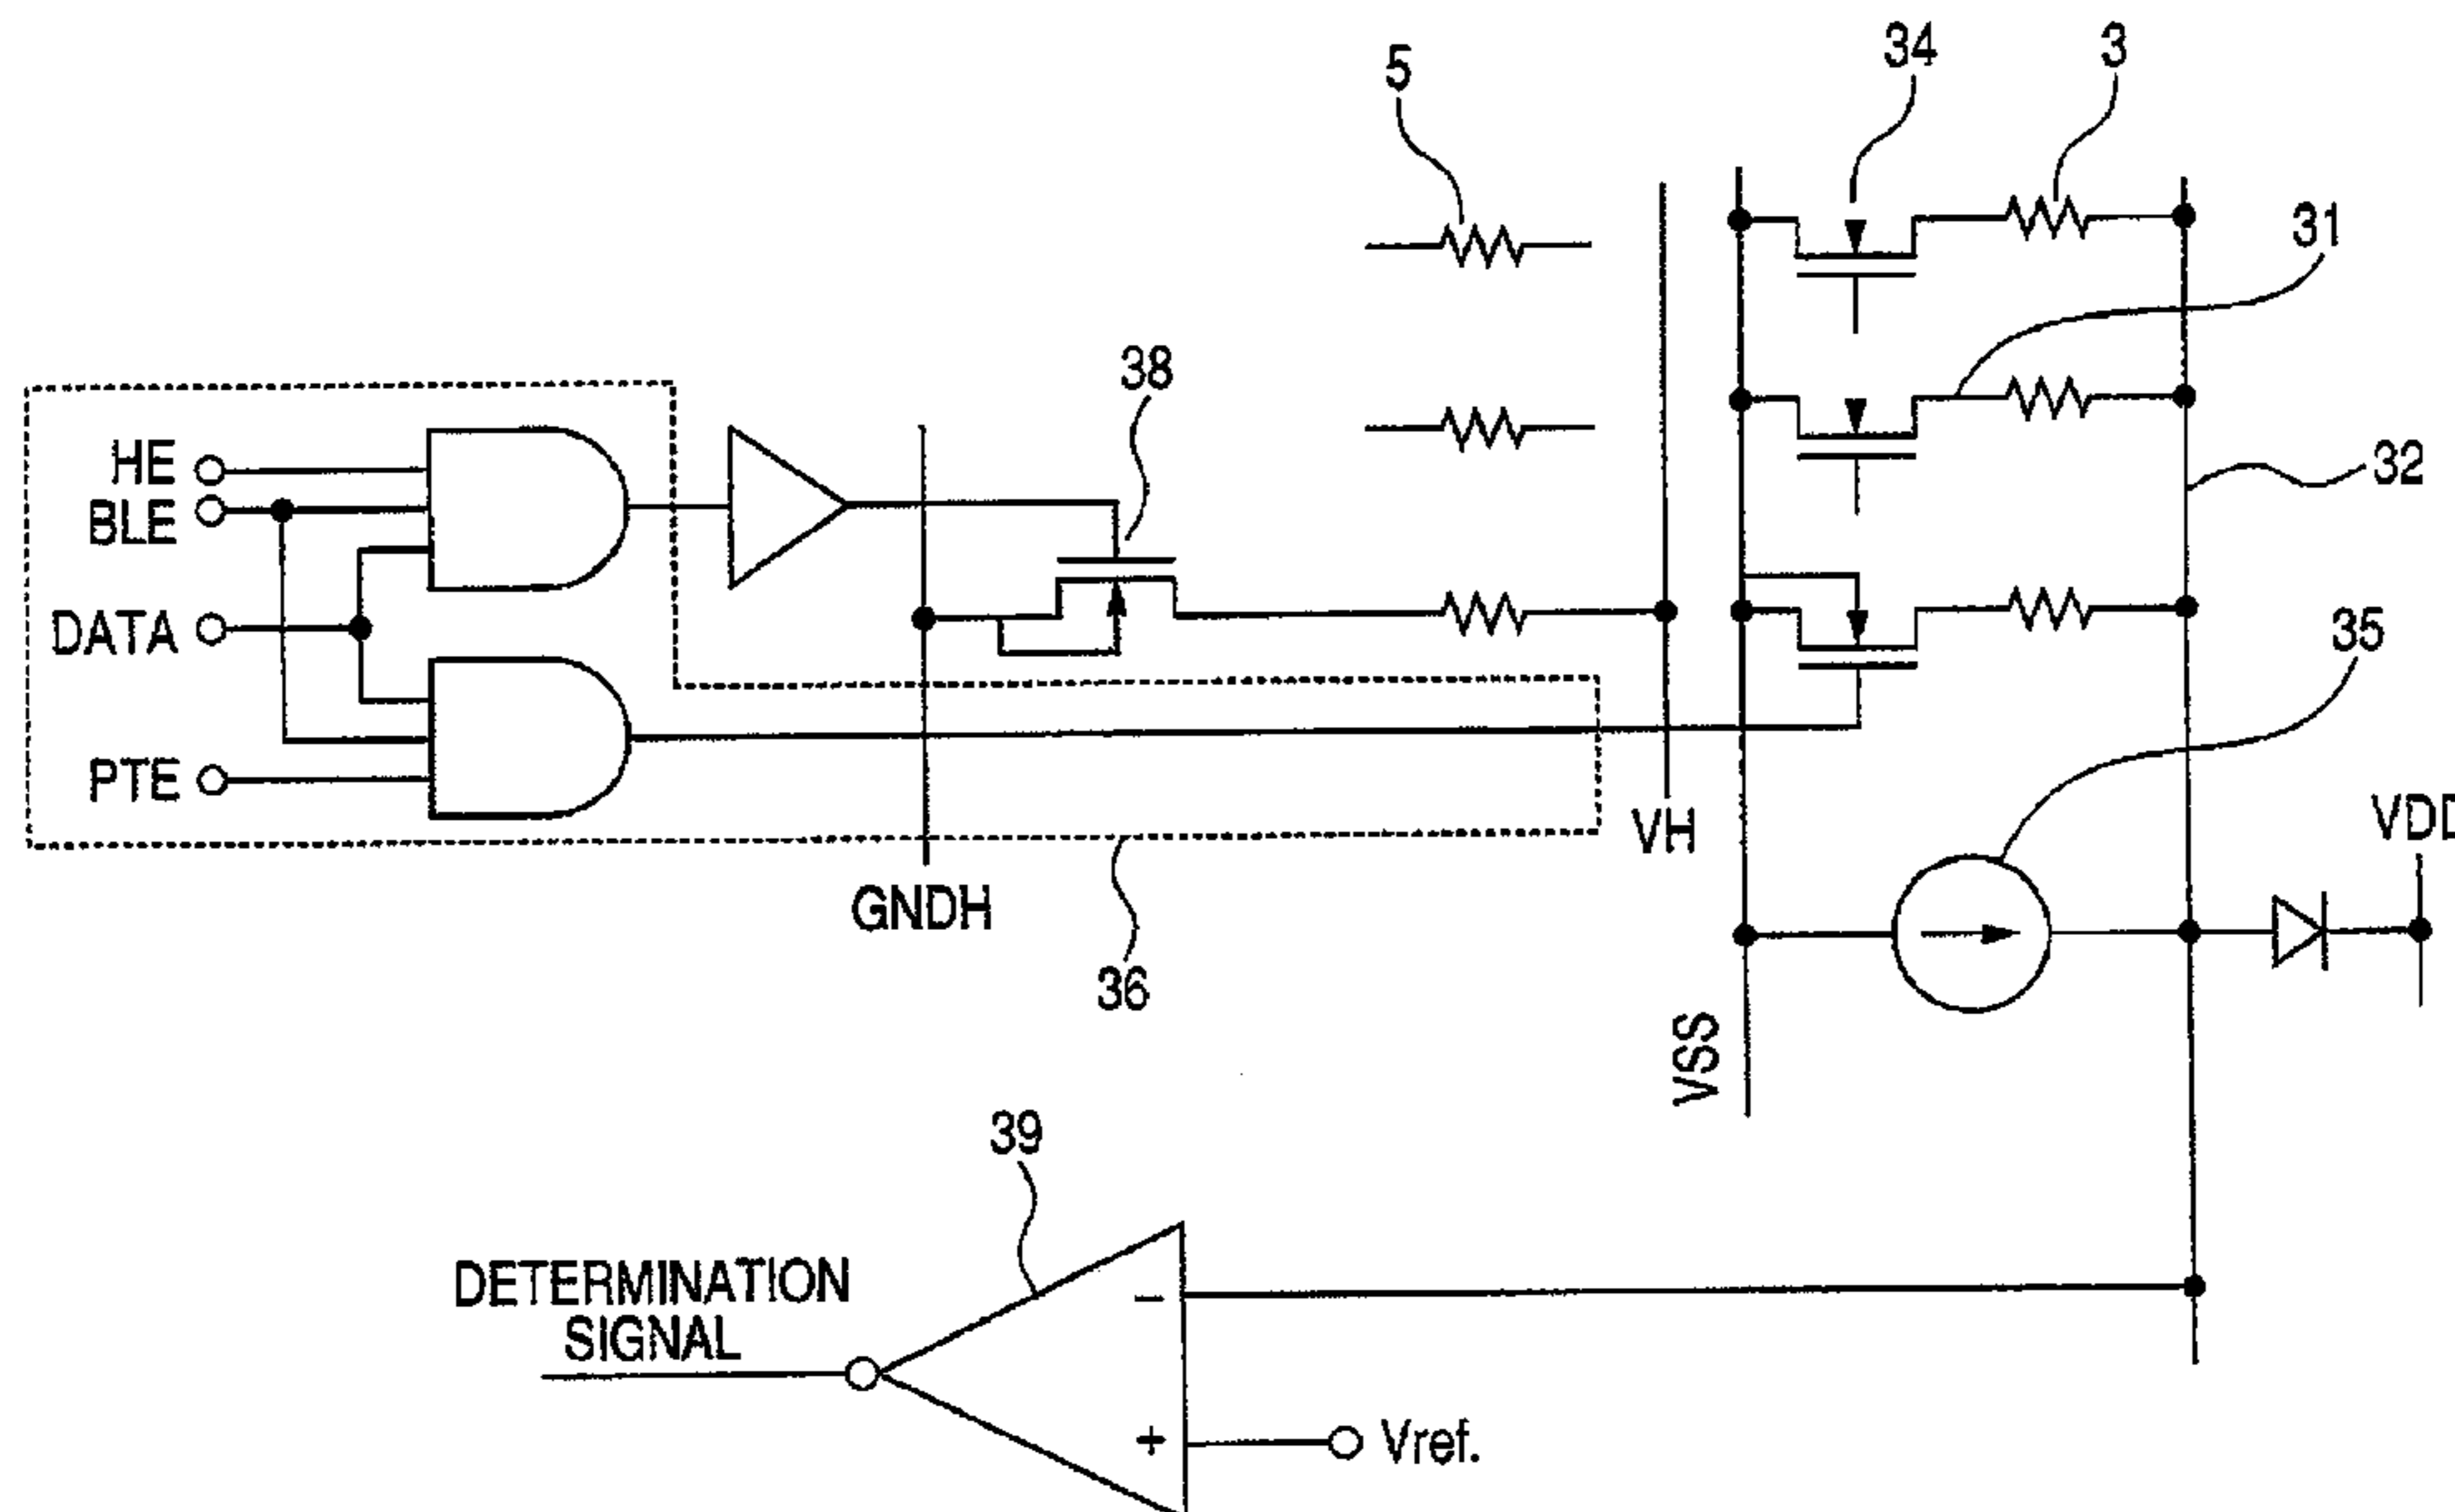 34
3
5
31
38
HE
BLE
32
DATA
35
PTE
VH
VDD
GNDH
36
VSS
39
DETERMINATION
SIGNAL
-
+
Vref.